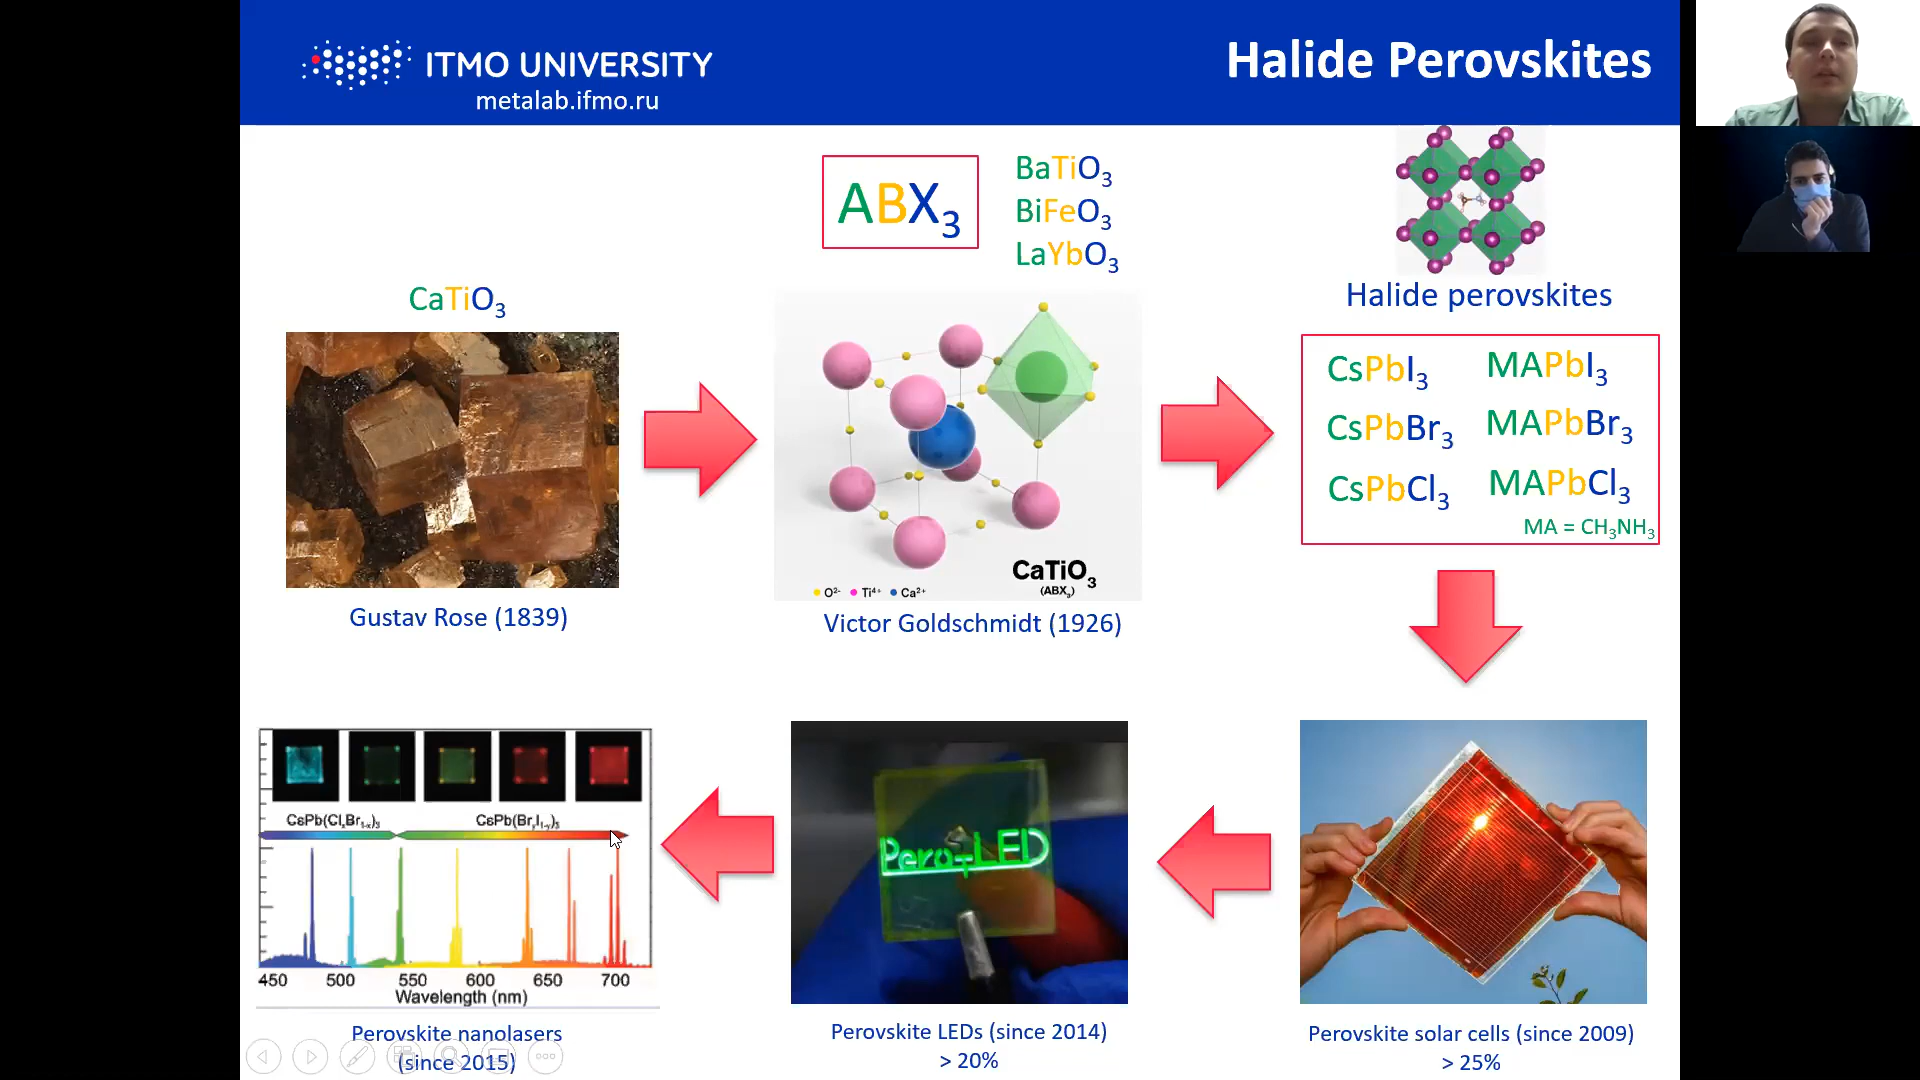 ITMO UNIVERSITY
metalab.ifmo.ru
Halide Perovskites
ABX3
BaTiO3
BiFeO3
LaYbO3
CaTiO3
Gustav Rose (1839)
CaTiO3
(ABX3)
O2- Ti4+ Ca2+
Victor Goldschmidt (1926)
Halide perovskites
CsPbI3 MAPbI3
CsPbBr3 MAPbBr3
CsPbCl3 MAPbCl3
MA = CH3NH3
CsPb(ClxBr1-x)3 CsPb(BryI1-y)3
450 500 550 600 650 700
Wavelength (nm)
Perovskite nanolasers
(since 2015)
Pero-LED
Perovskite LEDs (since 2014)
> 20%
Perovskite solar cells (since 2009)
> 25%